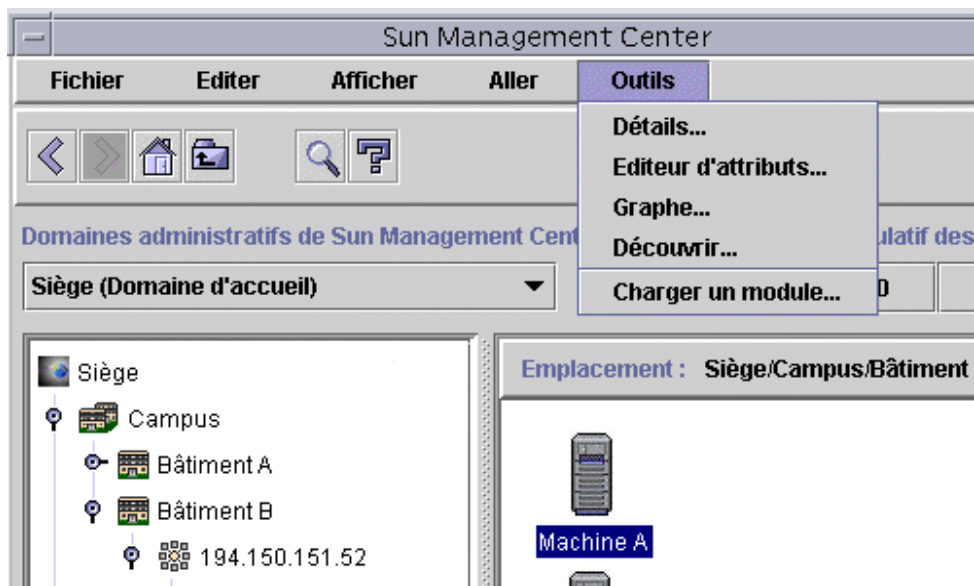 Sun Management Center
Fichier Editer Afficher Aller Outils
Détails...
Editeur d'attributs...
Graphe...
Découvrir...
Charger un module...
Domaines administratifs de Sun Management Cent
ulatif des
Siège (Domaine d'accueil)
0
Siège
Campus
Bâtiment A
Bâtiment B
194.150.151.52
Emplacement : Siège/Campus/Bâtiment
Machine A